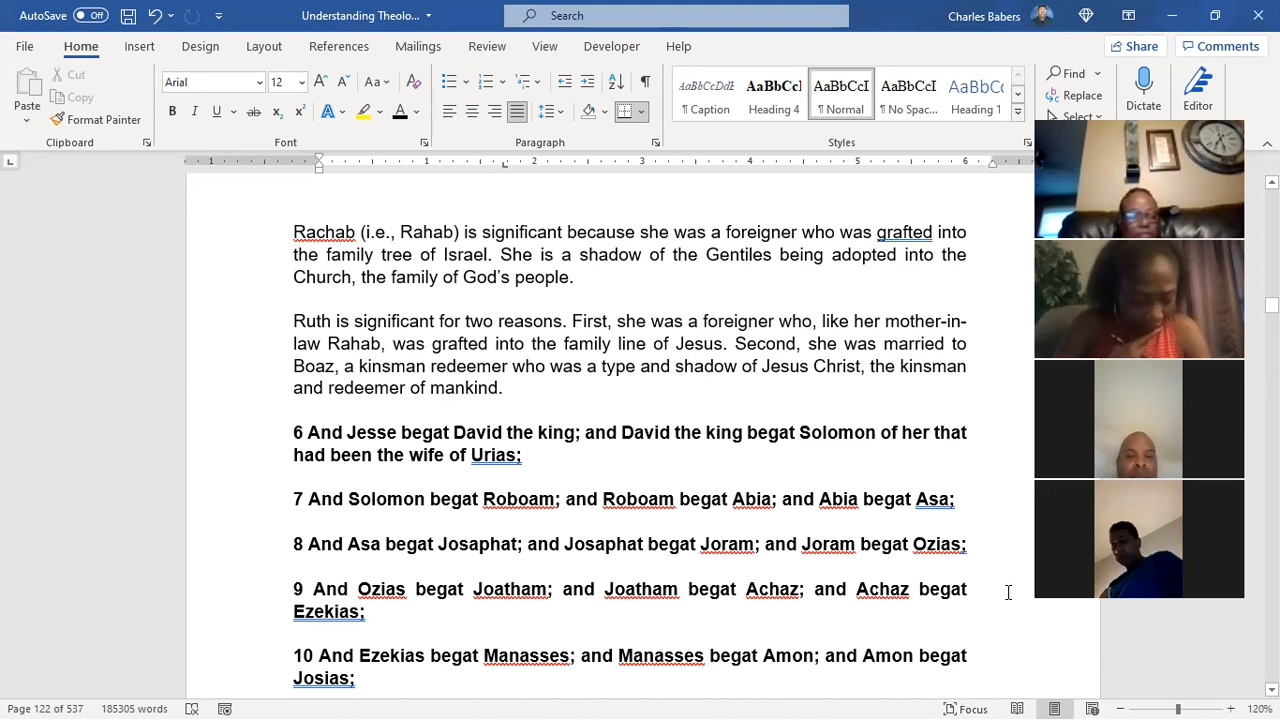 AutoSave Off Understanding Theolo... Search Charles Babers
File Home Insert Design Layout References Mailings Review View Developer Help Share Comments
Paste Cut Copy Format Painter
Arial 12 Aa
AaBbCcDdE AaBbCcI AaBbCcI AaBbCcI AaBbCc
¶ Caption Heading 4 ¶ Normal ¶ No Spac... Heading 1
Find Replace Select Dictate Editor
Clipboard Font Paragraph Styles
1 1 2 3 4 5 6
Rachab (i.e., Rahab) is significant because she was a foreigner who was grafted into
the family tree of Israel. She is a shadow of the Gentiles being adopted into the
Church, the family of God’s people.
Ruth is significant for two reasons. First, she was a foreigner who, like her mother-in-
law Rahab, was grafted into the family line of Jesus. Second, she was married to
Boaz, a kinsman redeemer who was a type and shadow of Jesus Christ, the kinsman
and redeemer of mankind.
6 And Jesse begat David the king; and David the king begat Solomon of her that
had been the wife of Urias;
7 And Solomon begat Roboam; and Roboam begat Abia; and Abia begat Asa;
8 And Asa begat Josaphat; and Josaphat begat Joram; and Joram begat Ozias;
9 And Ozias begat Joatham; and Joatham begat Achaz; and Achaz begat
Ezekias;
10 And Ezekias begat Manasses; and Manasses begat Amon; and Amon begat
Josias;
Page 122 of 537 185305 words Focus 120%